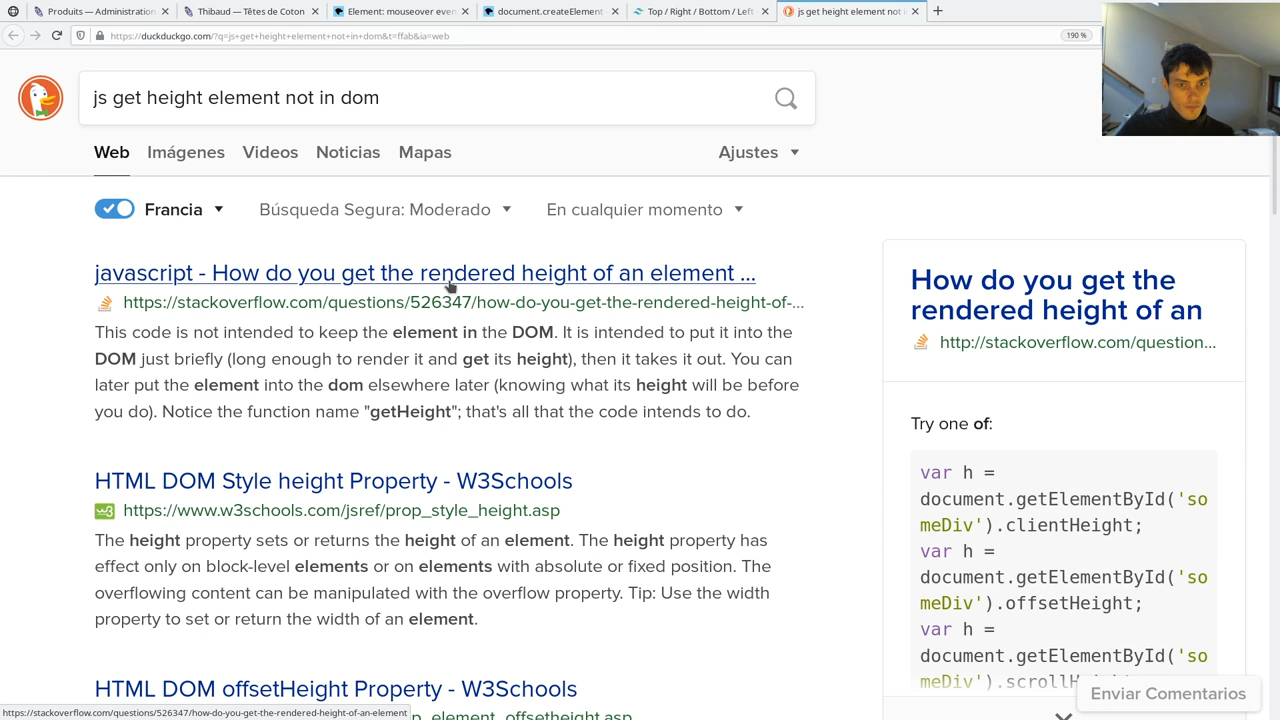 Produits — Administration
Thibaud — Têtes de Coton
Element: mouseover even
document.createElement
Top / Right / Bottom / Left
js get height element not in
https://duckduckgo.com/?q=js+get+height+element+not+in+dom&t=ffab&ia=web
190 %
js get height element not in dom
Web Imágenes Videos Noticias Mapas Ajustes
Francia Búsqueda Segura: Moderado En cualquier momento
javascript - How do you get the rendered height of an element ...
https://stackoverflow.com/questions/526347/how-do-you-get-the-rendered-height-of-...
This code is not intended to keep the element in the DOM. It is intended to put it into the
DOM just briefly (long enough to render it and get its height), then it takes it out. You can
later put the element into the dom elsewhere later (knowing what its height will be before
you do). Notice the function name "getHeight"; that's all that the code intends to do.
HTML DOM Style height Property - W3Schools
https://www.w3schools.com/jsref/prop_style_height.asp
The height property sets or returns the height of an element. The height property has
effect only on block-level elements or on elements with absolute or fixed position. The
overflowing content can be manipulated with the overflow property. Tip: Use the width
property to set or return the width of an element.
HTML DOM offsetHeight Property - W3Schools
p_element_offsetheight.asp
How do you get the
rendered height of an
http://stackoverflow.com/question...
Try one of:
var h =
document.getElementById('so
meDiv').clientHeight;
var h =
document.getElementById('so
meDiv').offsetHeight;
var h =
document.getElementById('so
meDiv').scrollHeight;
Enviar Comentarios
https://stackoverflow.com/questions/526347/how-do-you-get-the-rendered-height-of-an-element